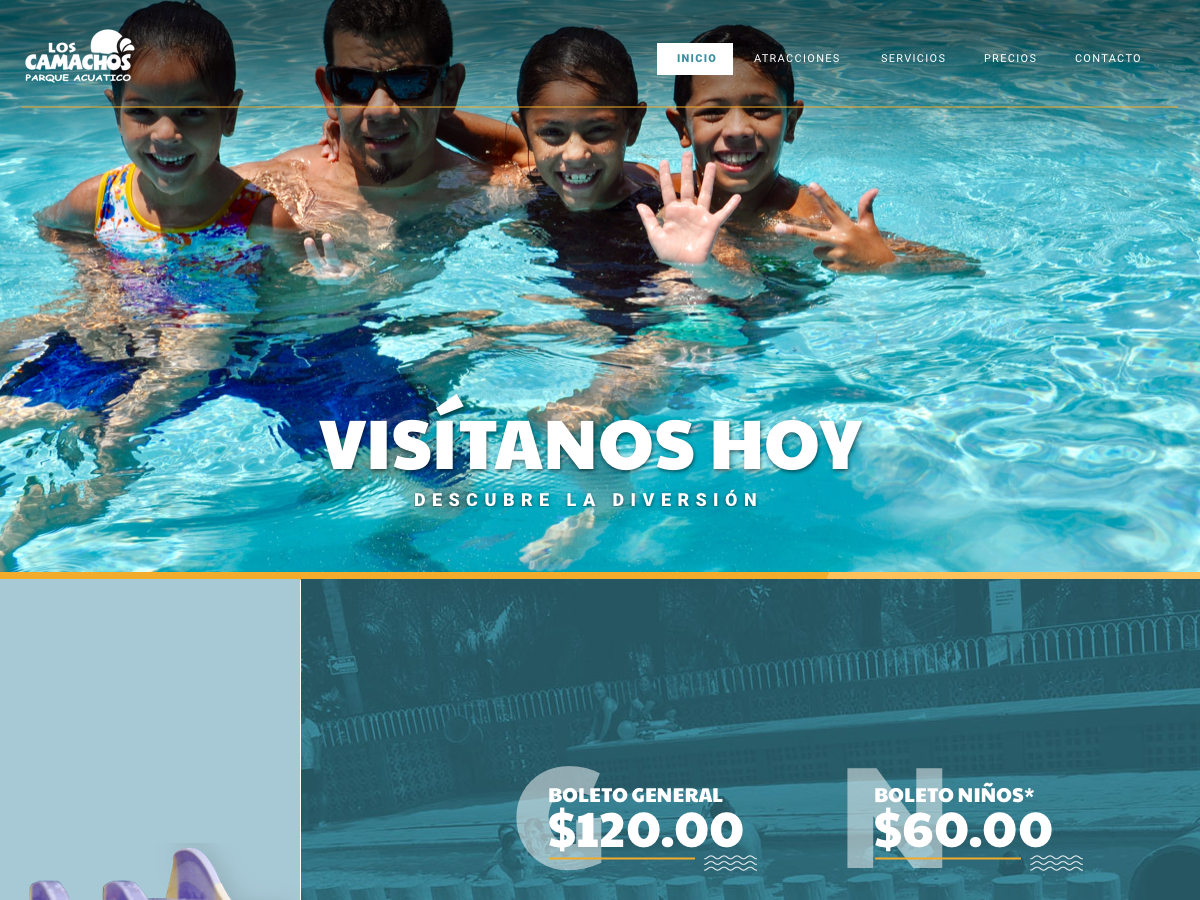 LOS
CAMACHOS
PARQUE ACUATICO
INICIO
ATRACCIONES
SERVICIOS
PRECIOS
CONTACTO
VISÍTANOS HOY
DESCUBRE LA DIVERSIÓN
G
BOLETO GENERAL
$120.00
N
BOLETO NIÑOS*
$60.00